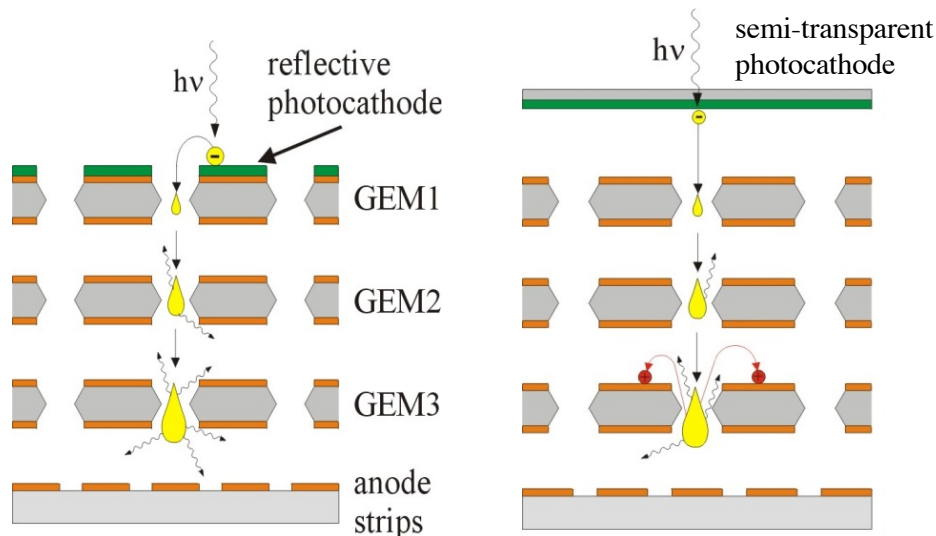 hν
reflective
photocathode
GEM1
GEM2
GEM3
anode
strips
hν
semi-transparent
photocathode